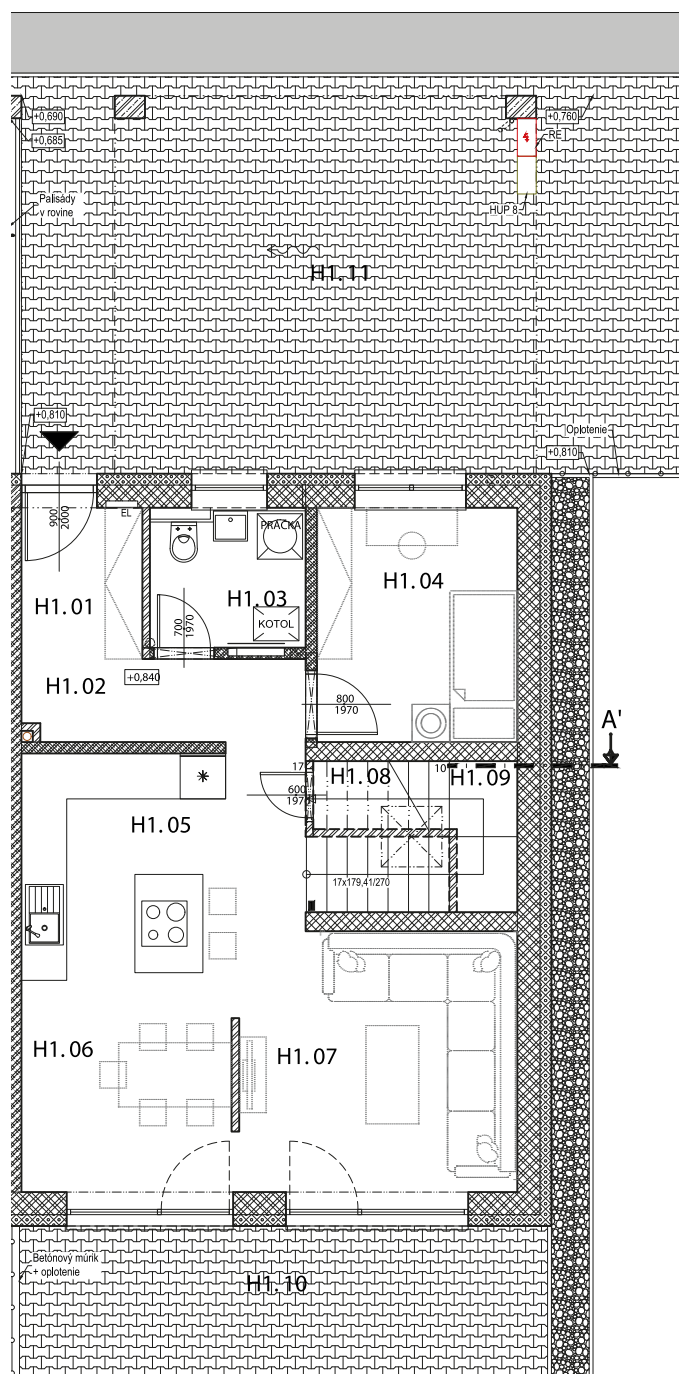 +0,690
+0,760
4
RE
+0,685
Palisády
v rovine
HUP 8
H1.11
+0,810
Oplotenie
+0,810
900
2000
EL
PRÁČKA
H1.01
H1.03
H1.04
KOTOL
700
1970
H1.02
+0,840
800
1970
A'
17
H1.08
10
H1.09
600
1970
H1.05
17x179,41/270
H1.06
H1.07
Betónový múrik
+ oplotenie
H1.10